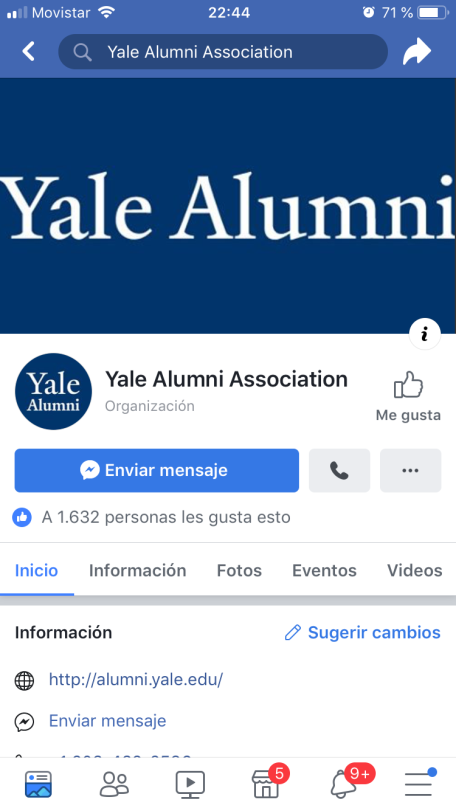 Movistar 22:44 71 %
Yale Alumni Association
Yale Alumni
i
Yale
Alumni
Yale Alumni Association
Organización
Me gusta
Enviar mensaje
A 1.632 personas les gusta esto
Inicio Información Fotos Eventos Videos
Información Sugerir cambios
http://alumni.yale.edu/
Enviar mensaje
5 9+